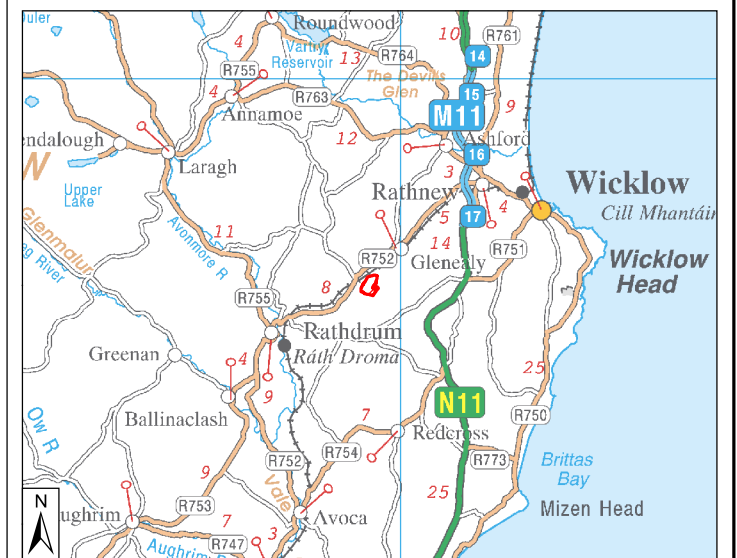 Roundwood
R761
10
4
Vartry
Reservoir
13
R764
14
R755
The Devils
Glen
15
4
R763
9
M11
Annamoe
12
Ashford
Laragh
16
3
Upper
Lake
Rathnew
Wicklow
4
Cill Mhantáin
Glenmalur
Avonmore R
11
5
17
14
R751
R752
Glenealy
Wicklow
Head
8
R755
Rathdrum
Ráth Droma
Greenan
4
25
9
N11
Ballinaclash
Ow R
7
R750
Redcross
R754
R752
R773
Brittas
Bay
9
Vale
25
R753
Mizen Head
N
7
Avoca
R747
3